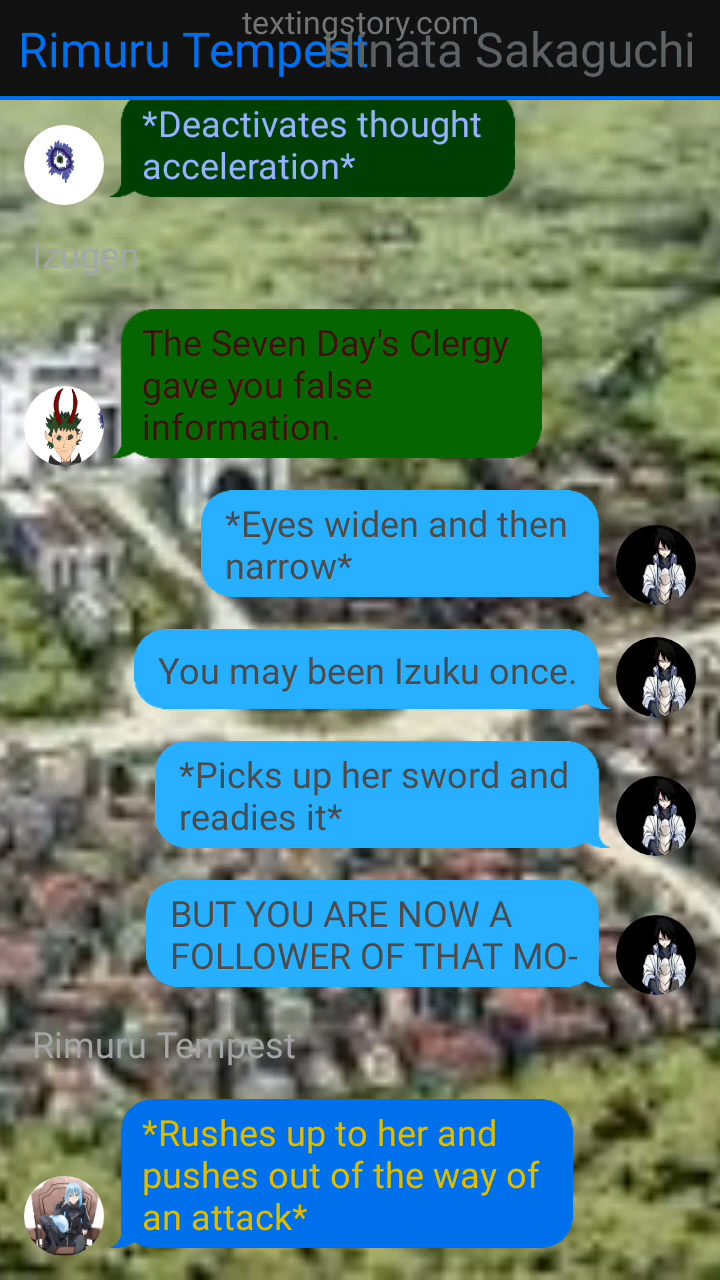 textingstory.com
Rimuru Tempest Hinata Sakaguchi
*Deactivates thought
acceleration*
Izugen
The Seven Day's Clergy
gave you false
information.
*Eyes widen and then
narrow*
You may been Izuku once.
*Picks up her sword and
readies it*
BUT YOU ARE NOW A
FOLLOWER OF THAT MO-
Rimuru Tempest
*Rushes up to her and
pushes out of the way of
an attack*